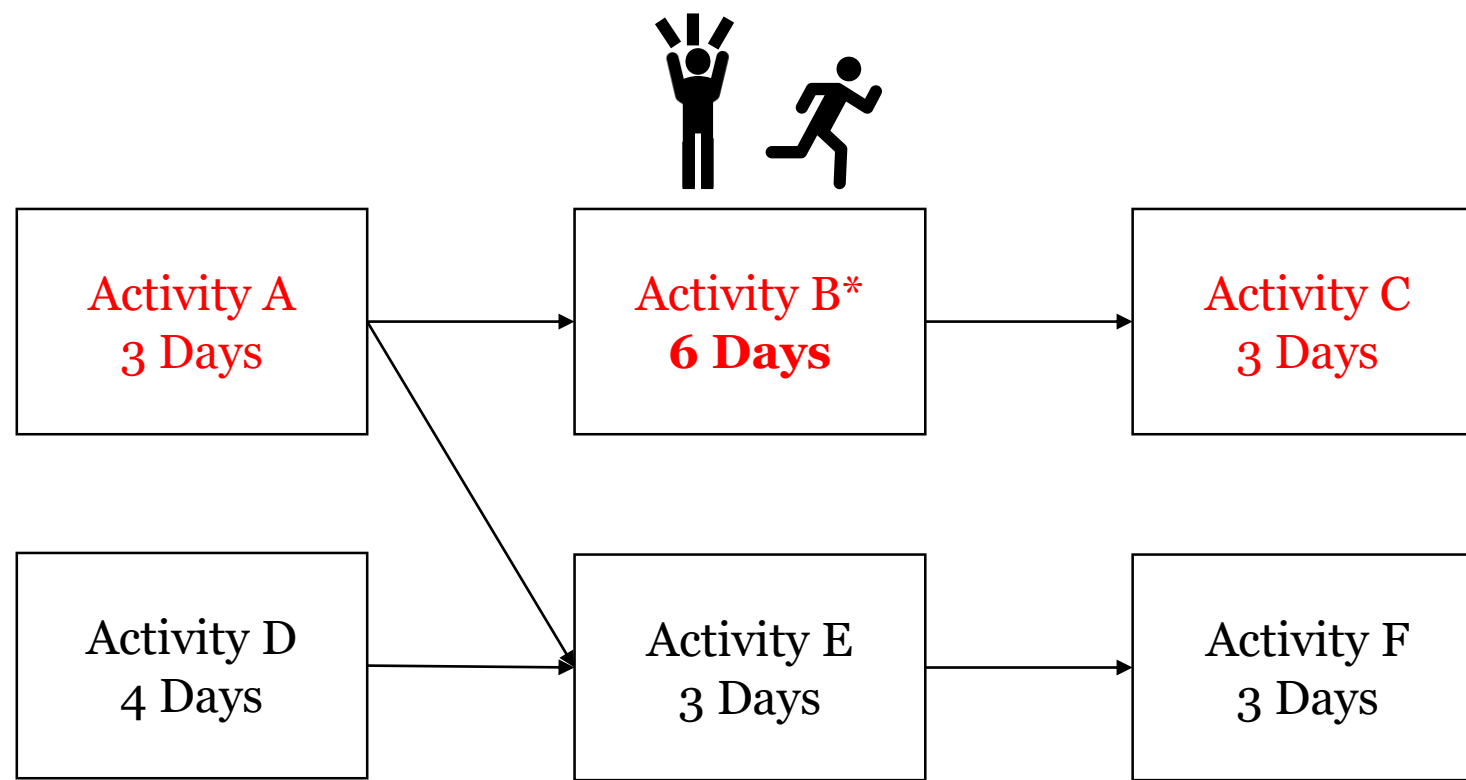 Activity A
3 Days
Activity B*
6 Days
Activity C
3 Days
Activity D
4 Days
Activity E
3 Days
Activity F
3 Days